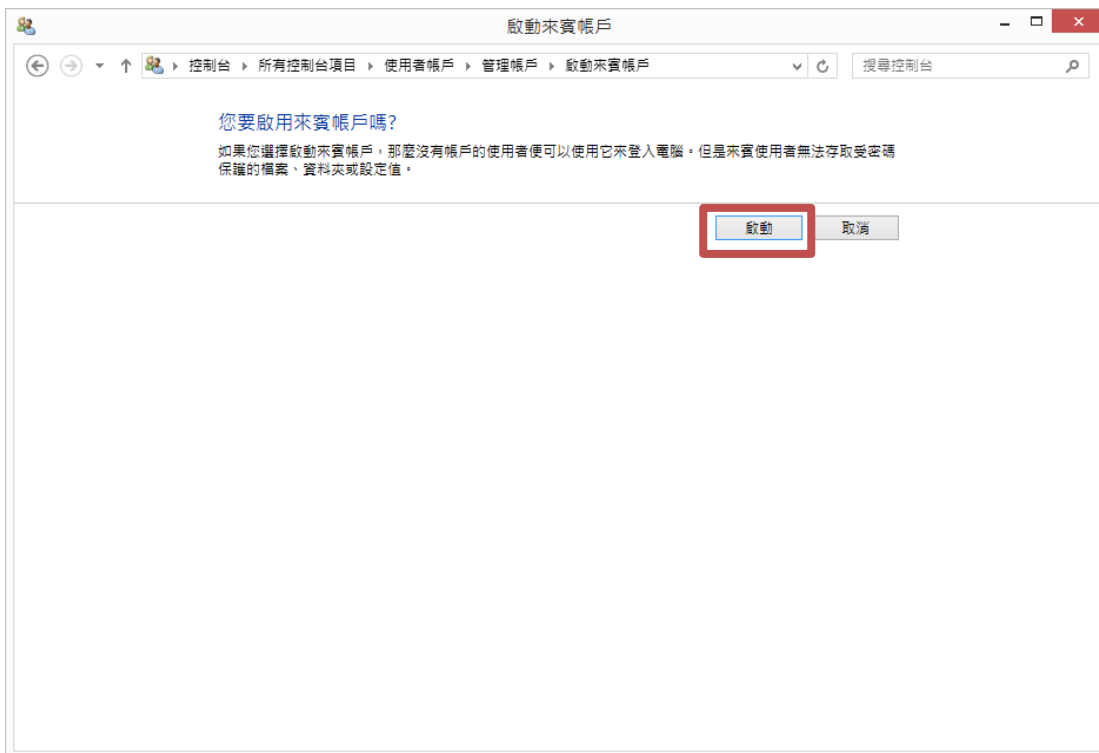 啟動來賓帳戶
控制台 所有控制台項目 使用者帳戶 管理帳戶 啟動來賓帳戶
搜尋控制台
您要啟用來賓帳戶嗎?
如果您選擇啟動來賓帳戶，那麼沒有帳戶的使用者便可以使用它來登入電腦。但是來賓使用者無法存取受密碼
保護的檔案、資料夾或設定值。
啟動 取消